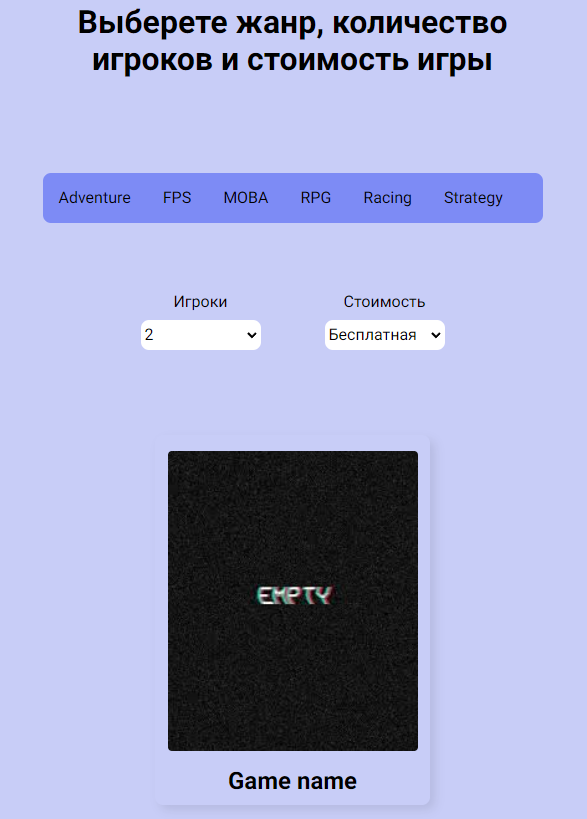 Выберете жанр, количество
игроков и стоимость игры
Adventure FPS MOBA RPG Racing Strategy
Игроки Стоимость
2 Бесплатная
EMPTY
Game name